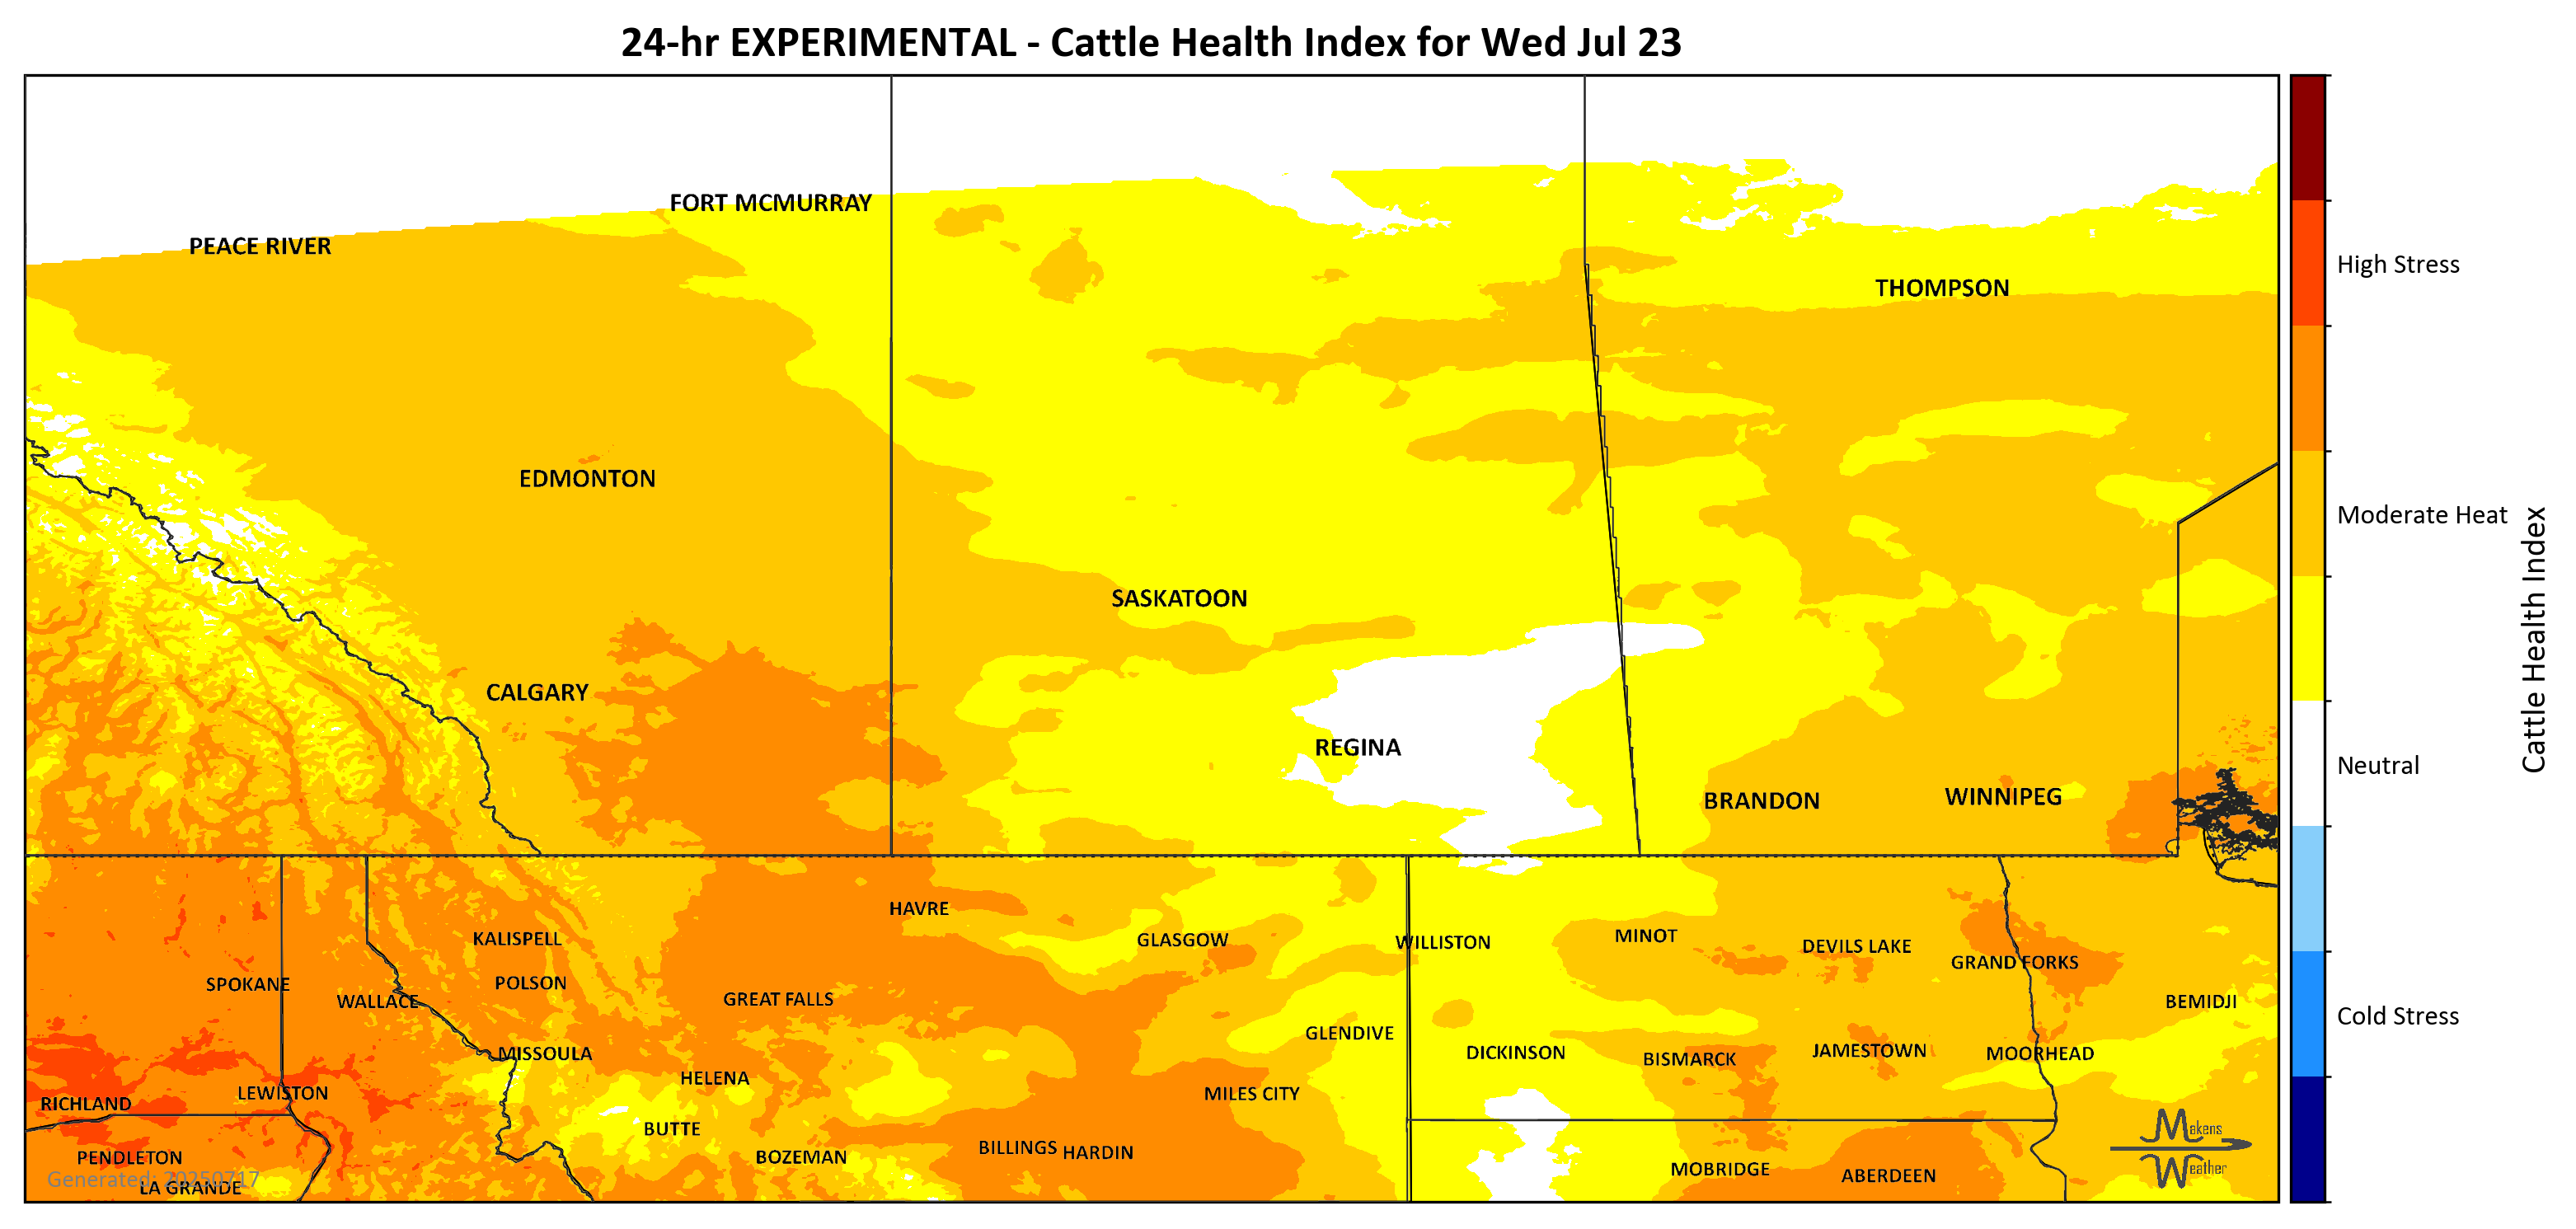 24-hr EXPERIMENTAL - Cattle Health Index for Wed Jul 23
FORT MCMURRAY
PEACE RIVER
High Stress
THOMPSON
EDMONTON
Moderate Heat
SASKATOON
Cattle Health Index
CALGARY
REGINA
Neutral
BRANDON
WINNIPEG
HAVRE
KALISPELL
GLASGOW
WILLISTON
MINOT
DEVILS LAKE
GRAND FORKS
SPOKANE
POLSON
WALLACE
GREAT FALLS
BEMIDJI
Cold Stress
GLENDIVE
MISSOULA
DICKINSON
BISMARCK
JAMESTOWN
MOORHEAD
HELENA
LEWISTON
MILES CITY
RICHLAND
BUTTE
Makens
Weather
BILLINGS
HARDIN
PENDLETON
BOZEMAN
MOBRIDGE
ABERDEEN
Generated: 20250717
LA GRANDE